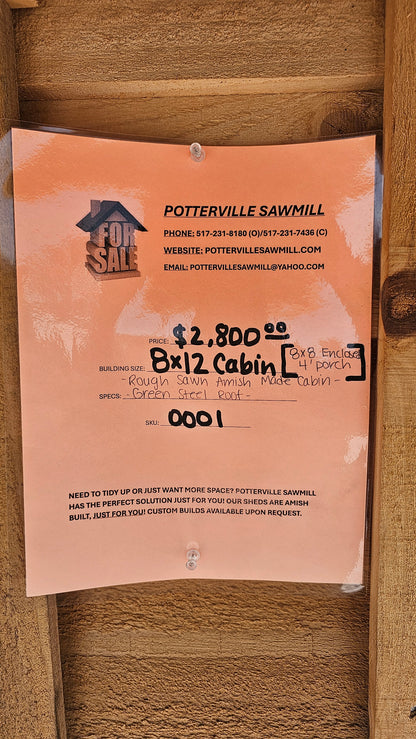 FOR
SALE
POTTERVILLE SAWMILL
PHONE: 517-231-8180 (O)/517-231-7436 (C)
WEBSITE: POTTERVILLESAWMILL.COM
EMAIL: POTTERVILLESAWMILL@YAHOO.COM
PRICE: $2,800.00
BUILDING SIZE: 8x12 Cabin [8x8 Enclose 4' porch]
-Rough Sawn Amish Made Cabin-
SPECS: -Green Steel Roof-
SKU: 0001
NEED TO TIDY UP OR JUST WANT MORE SPACE? POTTERVILLE SAWMILL
HAS THE PERFECT SOLUTION JUST FOR YOU! OUR SHEDS ARE AMISH
BUILT, JUST FOR YOU! CUSTOM BUILDS AVAILABLE UPON REQUEST.